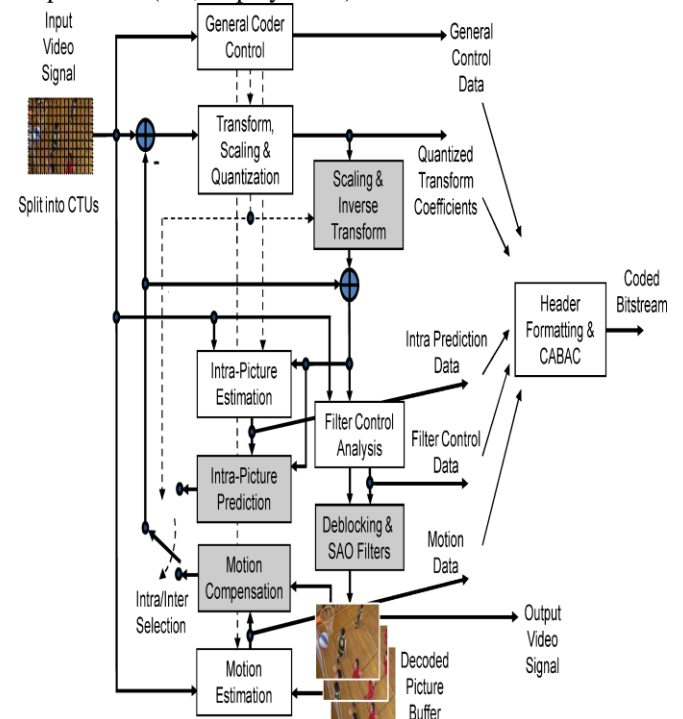 Input
Video
Signal
Split into CTUs
General Coder
Control
Transform,
Scaling &
Quantization
-
Scaling &
Inverse
Transform
General
Control
Data
Quantized
Transform
Coefficients
Header
Formatting &
CABAC
Coded
Bitstream
Intra-Picture
Estimation
Intra Prediction
Data
Filter Control
Analysis
Filter Control
Data
Intra-Picture
Prediction
Deblocking &
SAO Filters
Motion
Compensation
Motion
Data
Intra/Inter
Selection
Motion
Estimation
Output
Video
Signal
Decoded
Picture
Buffer